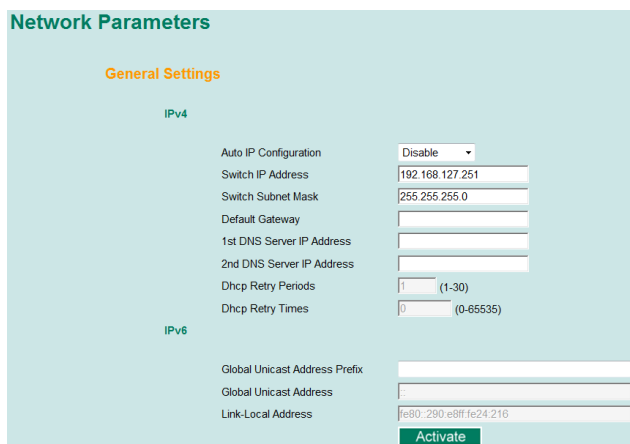 Network Parameters
General Settings
IPv4
Auto IP Configuration Disable
Switch IP Address 192.168.127.251
Switch Subnet Mask 255.255.255.0
Default Gateway
1st DNS Server IP Address
2nd DNS Server IP Address
Dhcp Retry Periods 1 (1-30)
Dhcp Retry Times 0 (0-65535)
IPv6
Global Unicast Address Prefix
Global Unicast Address ::
Link-Local Address fe80::290:e8ff:fe24:216
Activate